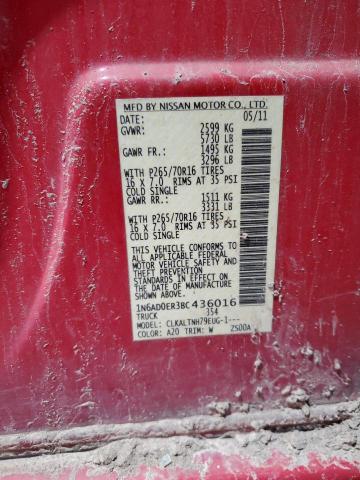 MFD BY NISSAN MOTOR CO., LTD.
DATE: 05/11
GVWR: 2599 KG
5730 LB
GAWR FR.: 1495 KG
3296 LB
WITH P265/70R16 TIRES
16 X 7.0 RIMS AT 35 PSI
COLD SINGLE
GAWR RR.: 1511 KG
3331 LB
WITH P265/70R16 TIRES
16 X 7.0 RIMS AT 35 PSI
COLD SINGLE
THIS VEHICLE CONFORMS TO
ALL APPLICABLE FEDERAL
MOTOR VEHICLE SAFETY
STANDARDS IN EFFECT ON
THE DATE OF MANUFACTURE
SHOWN ABOVE.
1N6AD0ER3BC436016
TRUCK 354
MODEL: CLKALTNH79EUG-I---
COLOR: A20 TRIM: W ZS00A